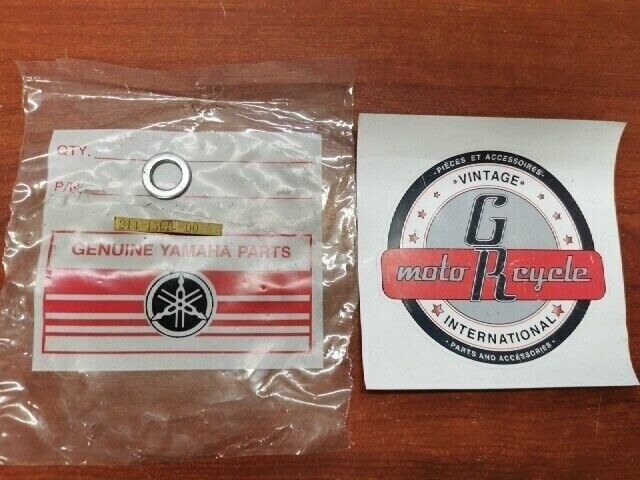 QTY.
P/N
GENUINE YAMAHA PARTS
·PIÈCES ET ACCESSOIRES·
·VINTAGE·
G
moto R cycle
INTERNATIONAL
·PARTS AND ACCESSORIES·